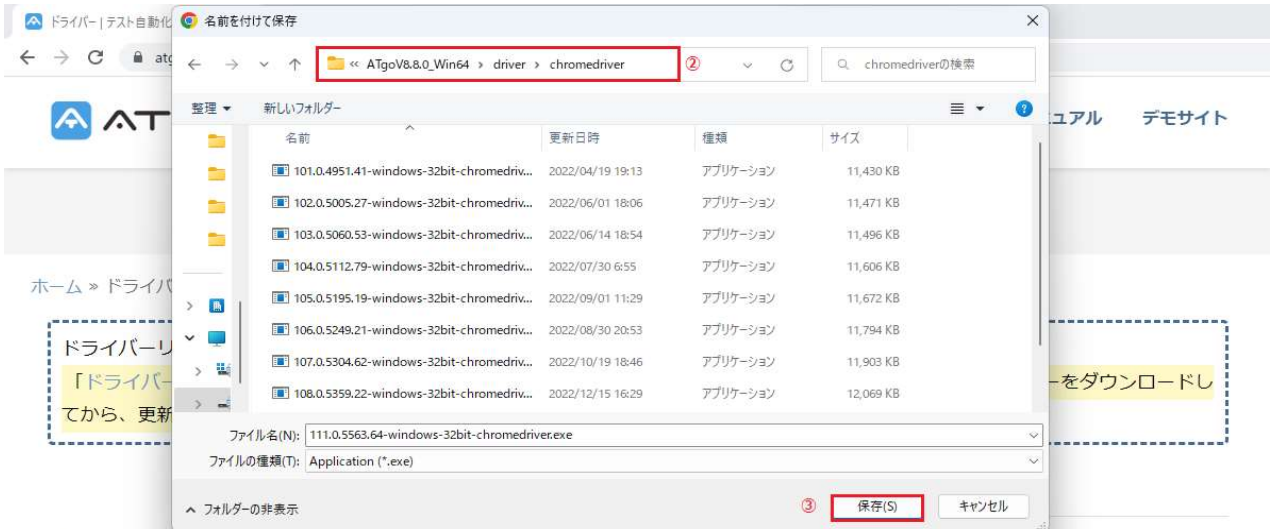 ドライバー | テスト自動化
名前を付けて保存
« ATgoV8.8.0_Win64 > driver > chromedriver
②
chromedriverの検索
整理
新しいフォルダー
AT
デモサイト
名前 更新日時 種類 サイズ
101.0.4951.41-windows-32bit-chromedriv... 2022/04/19 19:13 アプリケーション 11,430 KB
102.0.5005.27-windows-32bit-chromedriv... 2022/06/01 18:06 アプリケーション 11,471 KB
103.0.5060.53-windows-32bit-chromedriv... 2022/06/14 18:54 アプリケーション 11,496 KB
104.0.5112.79-windows-32bit-chromedriv... 2022/07/30 6:55 アプリケーション 11,606 KB
105.0.5195.19-windows-32bit-chromedriv... 2022/09/01 11:29 アプリケーション 11,672 KB
106.0.5249.21-windows-32bit-chromedriv... 2022/08/30 20:53 アプリケーション 11,794 KB
107.0.5304.62-windows-32bit-chromedriv... 2022/10/19 18:46 アプリケーション 11,903 KB
108.0.5359.22-windows-32bit-chromedriv... 2022/12/15 16:29 アプリケーション 12,069 KB
ホーム » ドライバ
ドライバーリ
「ドライバー
ーをダウンロードし
てから、更新
ファイル名(N): 111.0.5563.64-windows-32bit-chromedriver.exe
ファイルの種類(T): Application (*.exe)
フォルダーの非表示
③
保存(S)
キャンセル